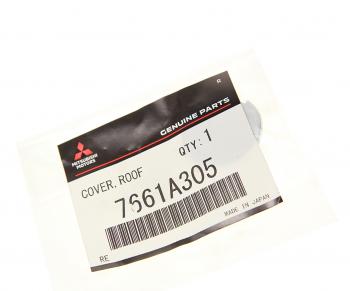 R
GENUINE PARTS
MITSUBISHI
MOTORS
COVER, ROOF
QTY: 1
7661A305
RE
MADE IN JAPAN